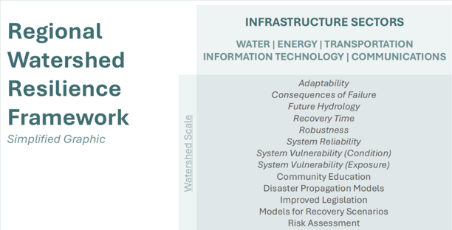 Regional
Watershed
Resilience
Framework
Simplified Graphic
INFRASTRUCTURE SECTORS
WATER | ENERGY | TRANSPORTATION
INFORMATION TECHNOLOGY | COMMUNICATIONS
Watershed Scale
Adaptability
Consequences of Failure
Future Hydrology
Recovery Time
Robustness
System Reliability
System Vulnerability (Condition)
System Vulnerability (Exposure)
Community Education
Disaster Propagation Models
Improved Legislation
Models for Recovery Scenarios
Risk Assessment